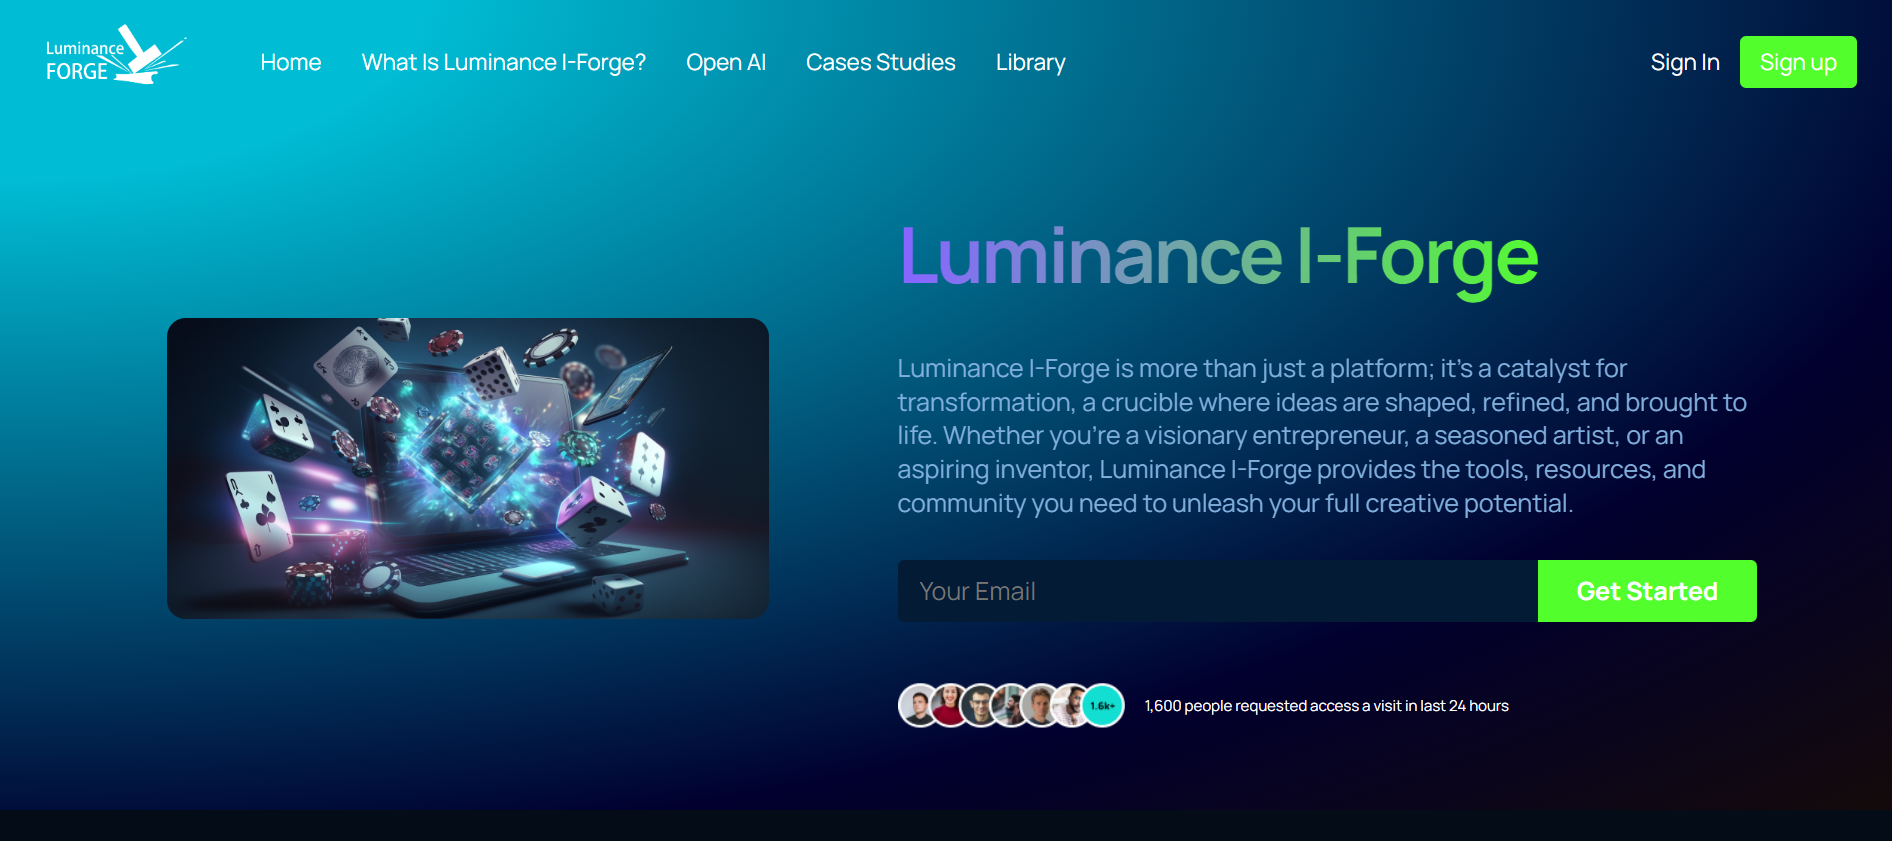 Luminance
FORGE
Home
What Is Luminance I-Forge?
Open AI
Cases Studies
Library
Sign In
Sign up
Luminance I-Forge
Luminance I-Forge is more than just a platform; it's a catalyst for
transformation, a crucible where ideas are shaped, refined, and brought to
life. Whether you're a visionary entrepreneur, a seasoned artist, or an
aspiring inventor, Luminance I-Forge provides the tools, resources, and
community you need to unleash your full creative potential.
Your Email
Get Started
1.6k+
1,600 people requested access a visit in last 24 hours